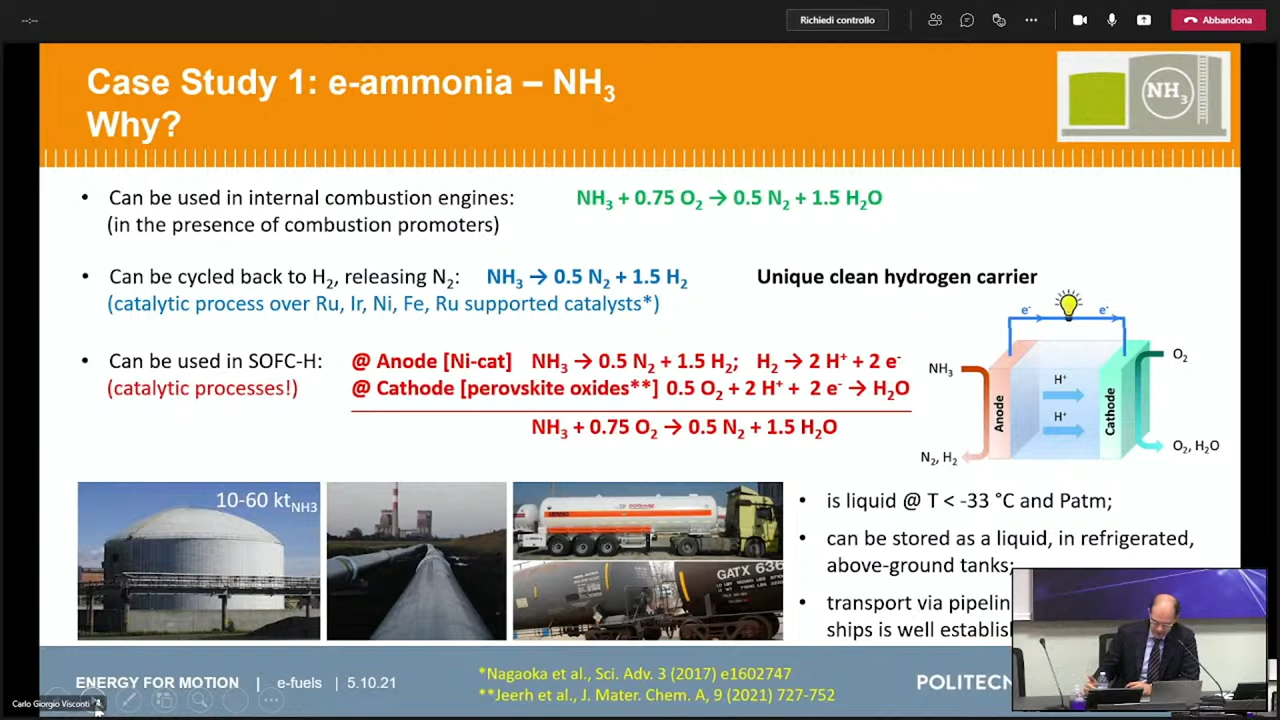 --:--
Richiedi controllo
Abbandona
Case Study 1: e-ammonia – NH3
Why?
NH3
• Can be used in internal combustion engines: NH3 + 0.75 O2 → 0.5 N2 + 1.5 H2O
(in the presence of combustion promoters)
• Can be cycled back to H2, releasing N2: NH3 → 0.5 N2 + 1.5 H2 Unique clean hydrogen carrier
(catalytic process over Ru, Ir, Ni, Fe, Ru supported catalysts*)
• Can be used in SOFC-H: @ Anode [Ni-cat] NH3 → 0.5 N2 + 1.5 H2; H2 → 2 H+ + 2 e-
(catalytic processes!) @ Cathode [perovskite oxides**] 0.5 O2 + 2 H+ + 2 e- → H2O
NH3 + 0.75 O2 → 0.5 N2 + 1.5 H2O
e- e-
NH3 O2
H+
H+
Anode
Cathode
N2, H2 O2, H2O
10-60 ktNH3
GATX 636
• is liquid @ T < -33 °C and Patm;
• can be stored as a liquid, in refrigerated,
above-ground tanks;
• transport via pipelin
ships is well establis
ENERGY FOR MOTION | e-fuels | 5.10.21
*Nagaoka et al., Sci. Adv. 3 (2017) e1602747
**Jeerh et al., J. Mater. Chem. A, 9 (2021) 727-752
POLITECN
Carlo Giorgio Visconti